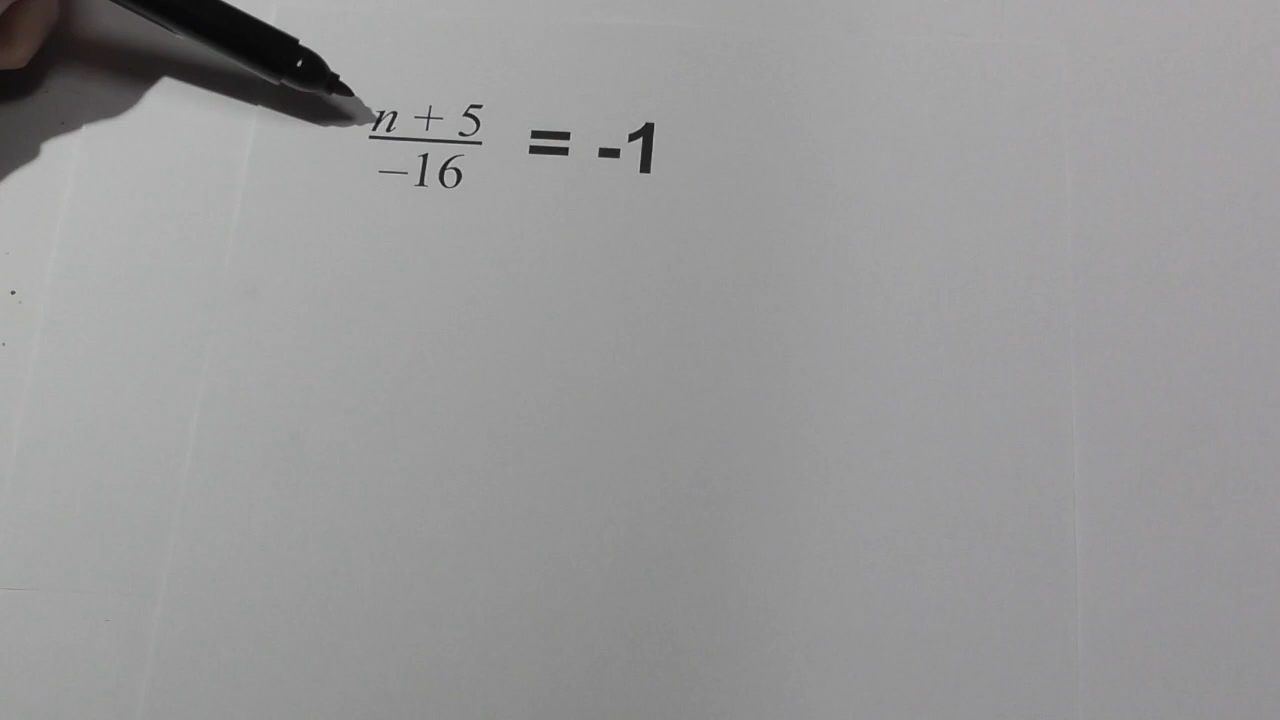 n + 5
–16
= -1